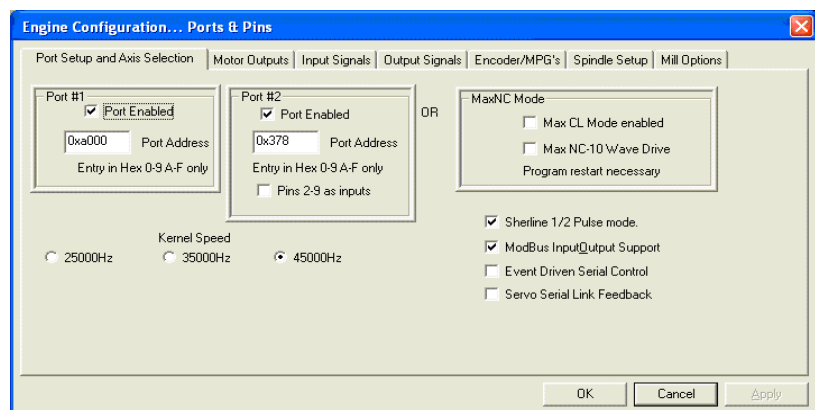 Engine Configuration... Ports & Pins
Port Setup and Axis Selection
Motor Outputs
Input Signals
Output Signals
Encoder/MPG's
Spindle Setup
Mill Options
Port #1
Port Enabled
0xa000 Port Address
Entry in Hex 0-9 A-F only
Port #2
Port Enabled
0x378 Port Address
Entry in Hex 0-9 A-F only
Pins 2-9 as inputs
OR
MaxNC Mode
Max CL Mode enabled
Max NC-10 Wave Drive
Program restart necessary
Kernel Speed
25000Hz 35000Hz 45000Hz
Sherline 1/2 Pulse mode.
ModBus InputOutput Support
Event Driven Serial Control
Servo Serial Link Feedback
OK
Cancel
Apply